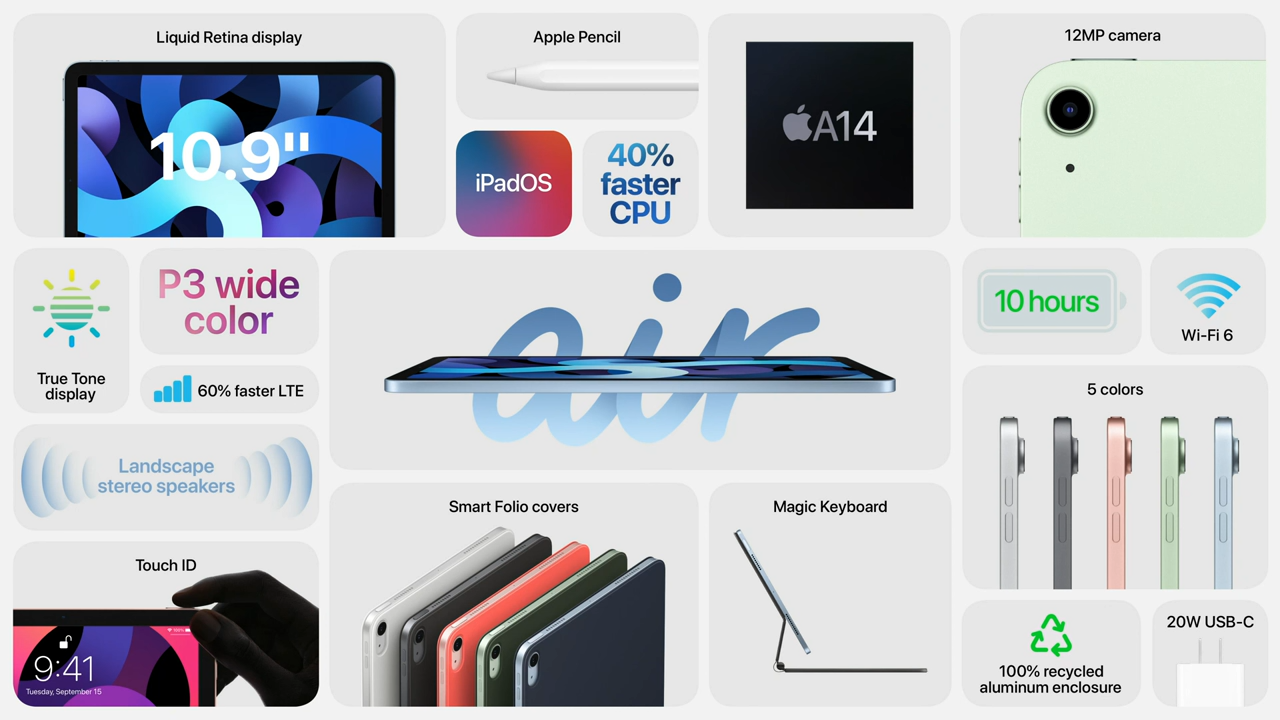 Liquid Retina display
10.9"
Apple Pencil
iPadOS
40%
faster
CPU
A14
12MP camera
True Tone
display
P3 wide
color
60% faster LTE
air
10 hours
Wi-Fi 6
Landscape
stereo speakers
5 colors
Touch ID
9:41
Tuesday, September 15
Smart Folio covers
Magic Keyboard
100% recycled
aluminum enclosure
20W USB-C